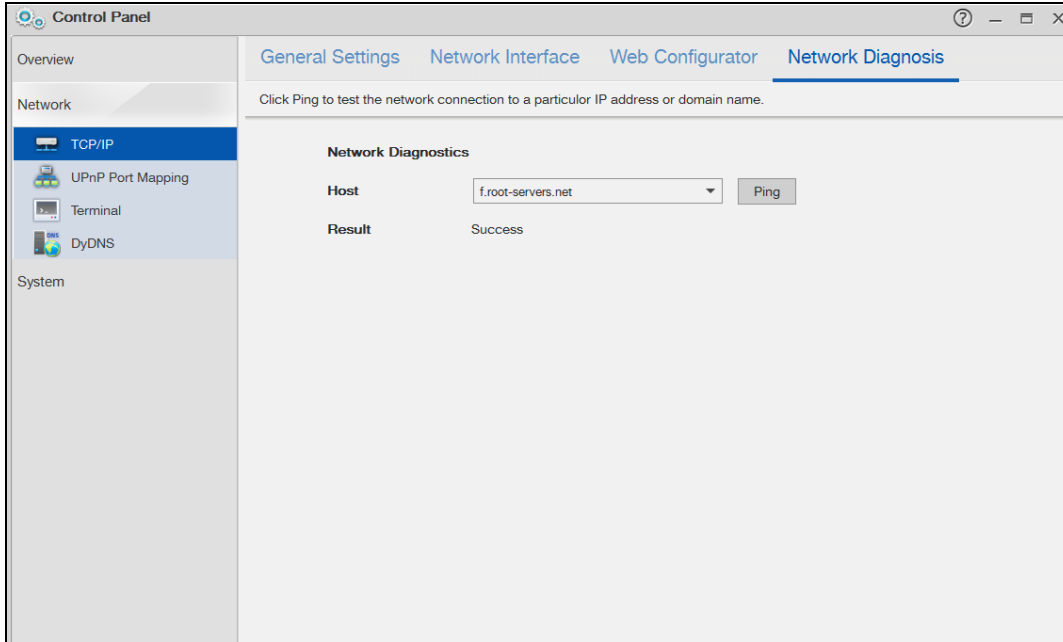 Control Panel
Overview
Network
TCP/IP
UPnP Port Mapping
Terminal
DNS
DyDNS
System
General Settings Network Interface Web Configurator Network Diagnosis
Click Ping to test the network connection to a particulor IP address or domain name.
Network Diagnostics
Host f.root-servers.net Ping
Result Success